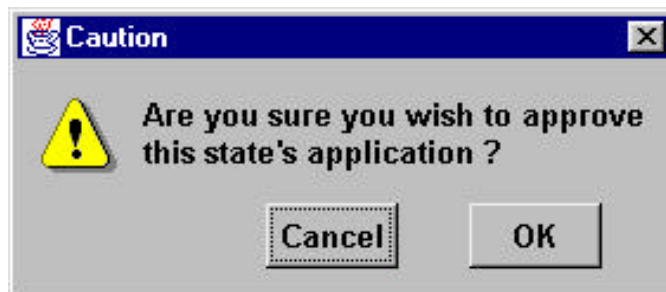 Caution
Are you sure you wish to approve
this state's application ?
Cancel OK